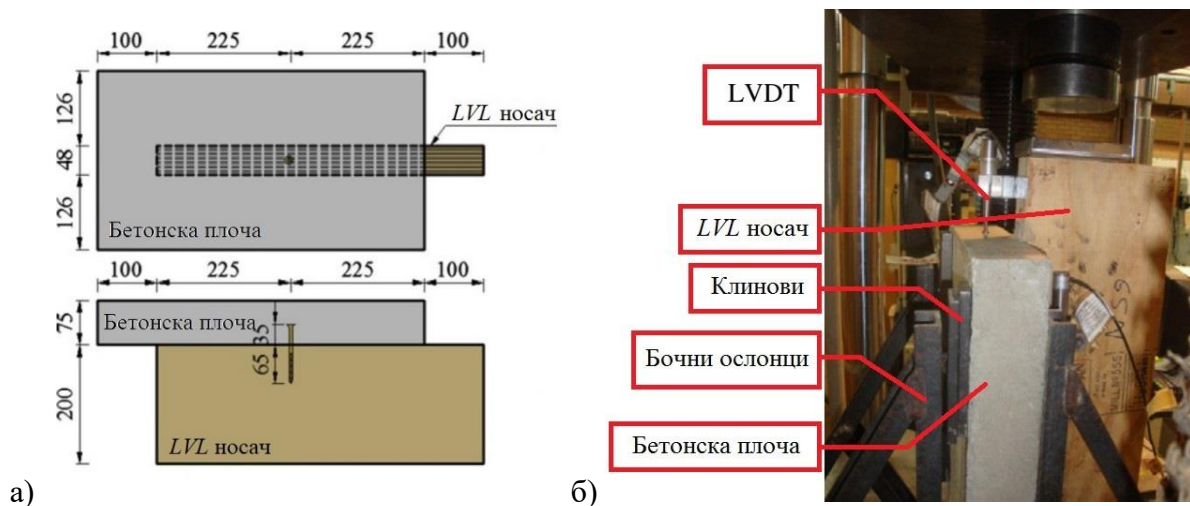 100 225 225 100
126
48
126
LVL носач
Бетонска плоча
100 225 225 100
75
200
35
65
Бетонска плоча
LVL носач
а)
LVDT
LVL носач
Клинови
Бочни ослонци
Бетонска плоча
б)